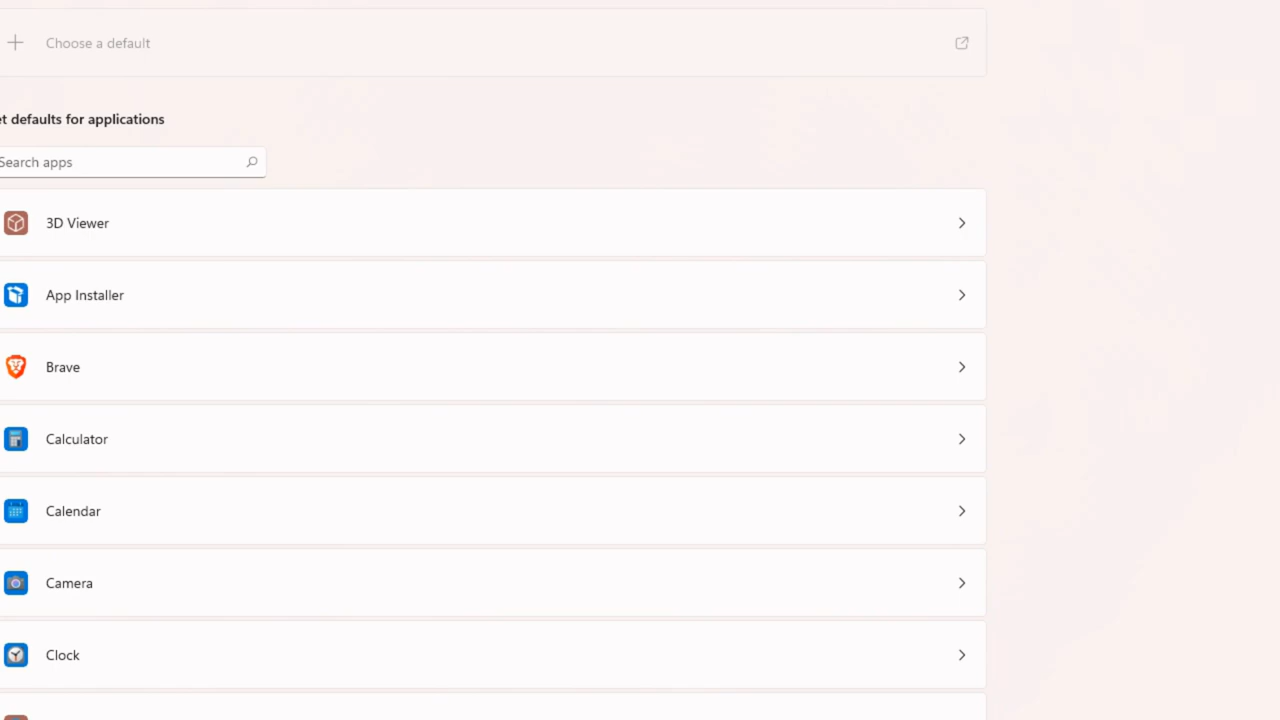 Choose a default
et defaults for applications
Search apps
3D Viewer
App Installer
Brave
Calculator
Calendar
Camera
Clock